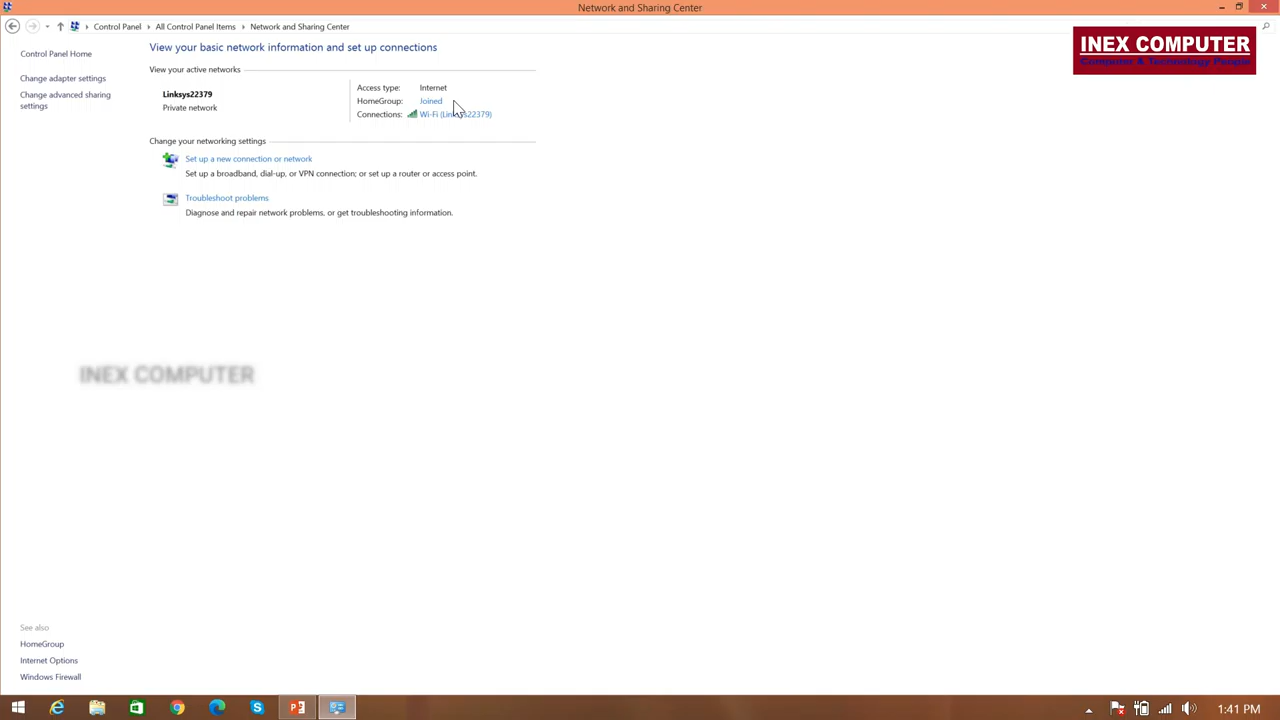 Network and Sharing Center
Control Panel All Control Panel Items Network and Sharing Center
INEX COMPUTER
Computer & Technology People
Control Panel Home
Change adapter settings
Change advanced sharing
settings
View your basic network information and set up connections
View your active networks
Linksys22379
Private network
Access type: Internet
HomeGroup: Joined
Connections: Wi-Fi (Linksys22379)
Change your networking settings
Set up a new connection or network
Set up a broadband, dial-up, or VPN connection; or set up a router or access point.
Troubleshoot problems
Diagnose and repair network problems, or get troubleshooting information.
INEX COMPUTER
See also
HomeGroup
Internet Options
Windows Firewall
1:41 PM